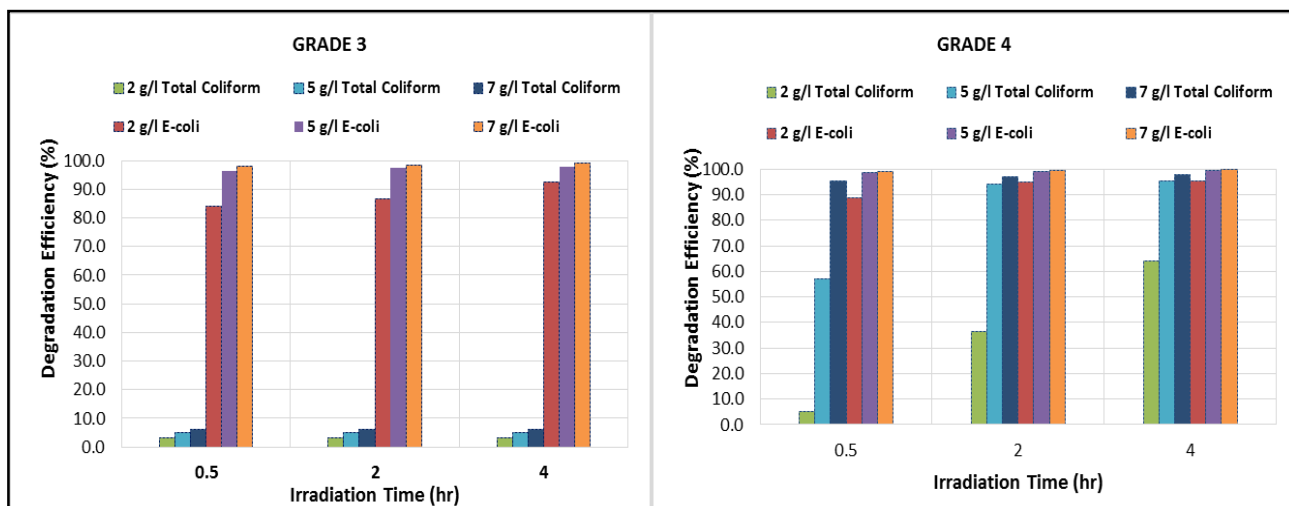 GRADE 3
2 g/l Total Coliform 5 g/l Total Coliform 7 g/l Total Coliform
2 g/l E-coli 5 g/l E-coli 7 g/l E-coli
Degradation Efficiency (%)
100.0
90.0
80.0
70.0
60.0
50.0
40.0
30.0
20.0
10.0
0.0
0.5 2 4
Irradiation Time (hr)
GRADE 4
2 g/l Total Coliform 5 g/l Total Coliform 7 g/l Total Coliform
2 g/l E-coli 5 g/l E-coli 7 g/l E-coli
Degradation Efficiency (%)
100.0
90.0
80.0
70.0
60.0
50.0
40.0
30.0
20.0
10.0
0.0
0.5 2 4
Irradiation Time (hr)